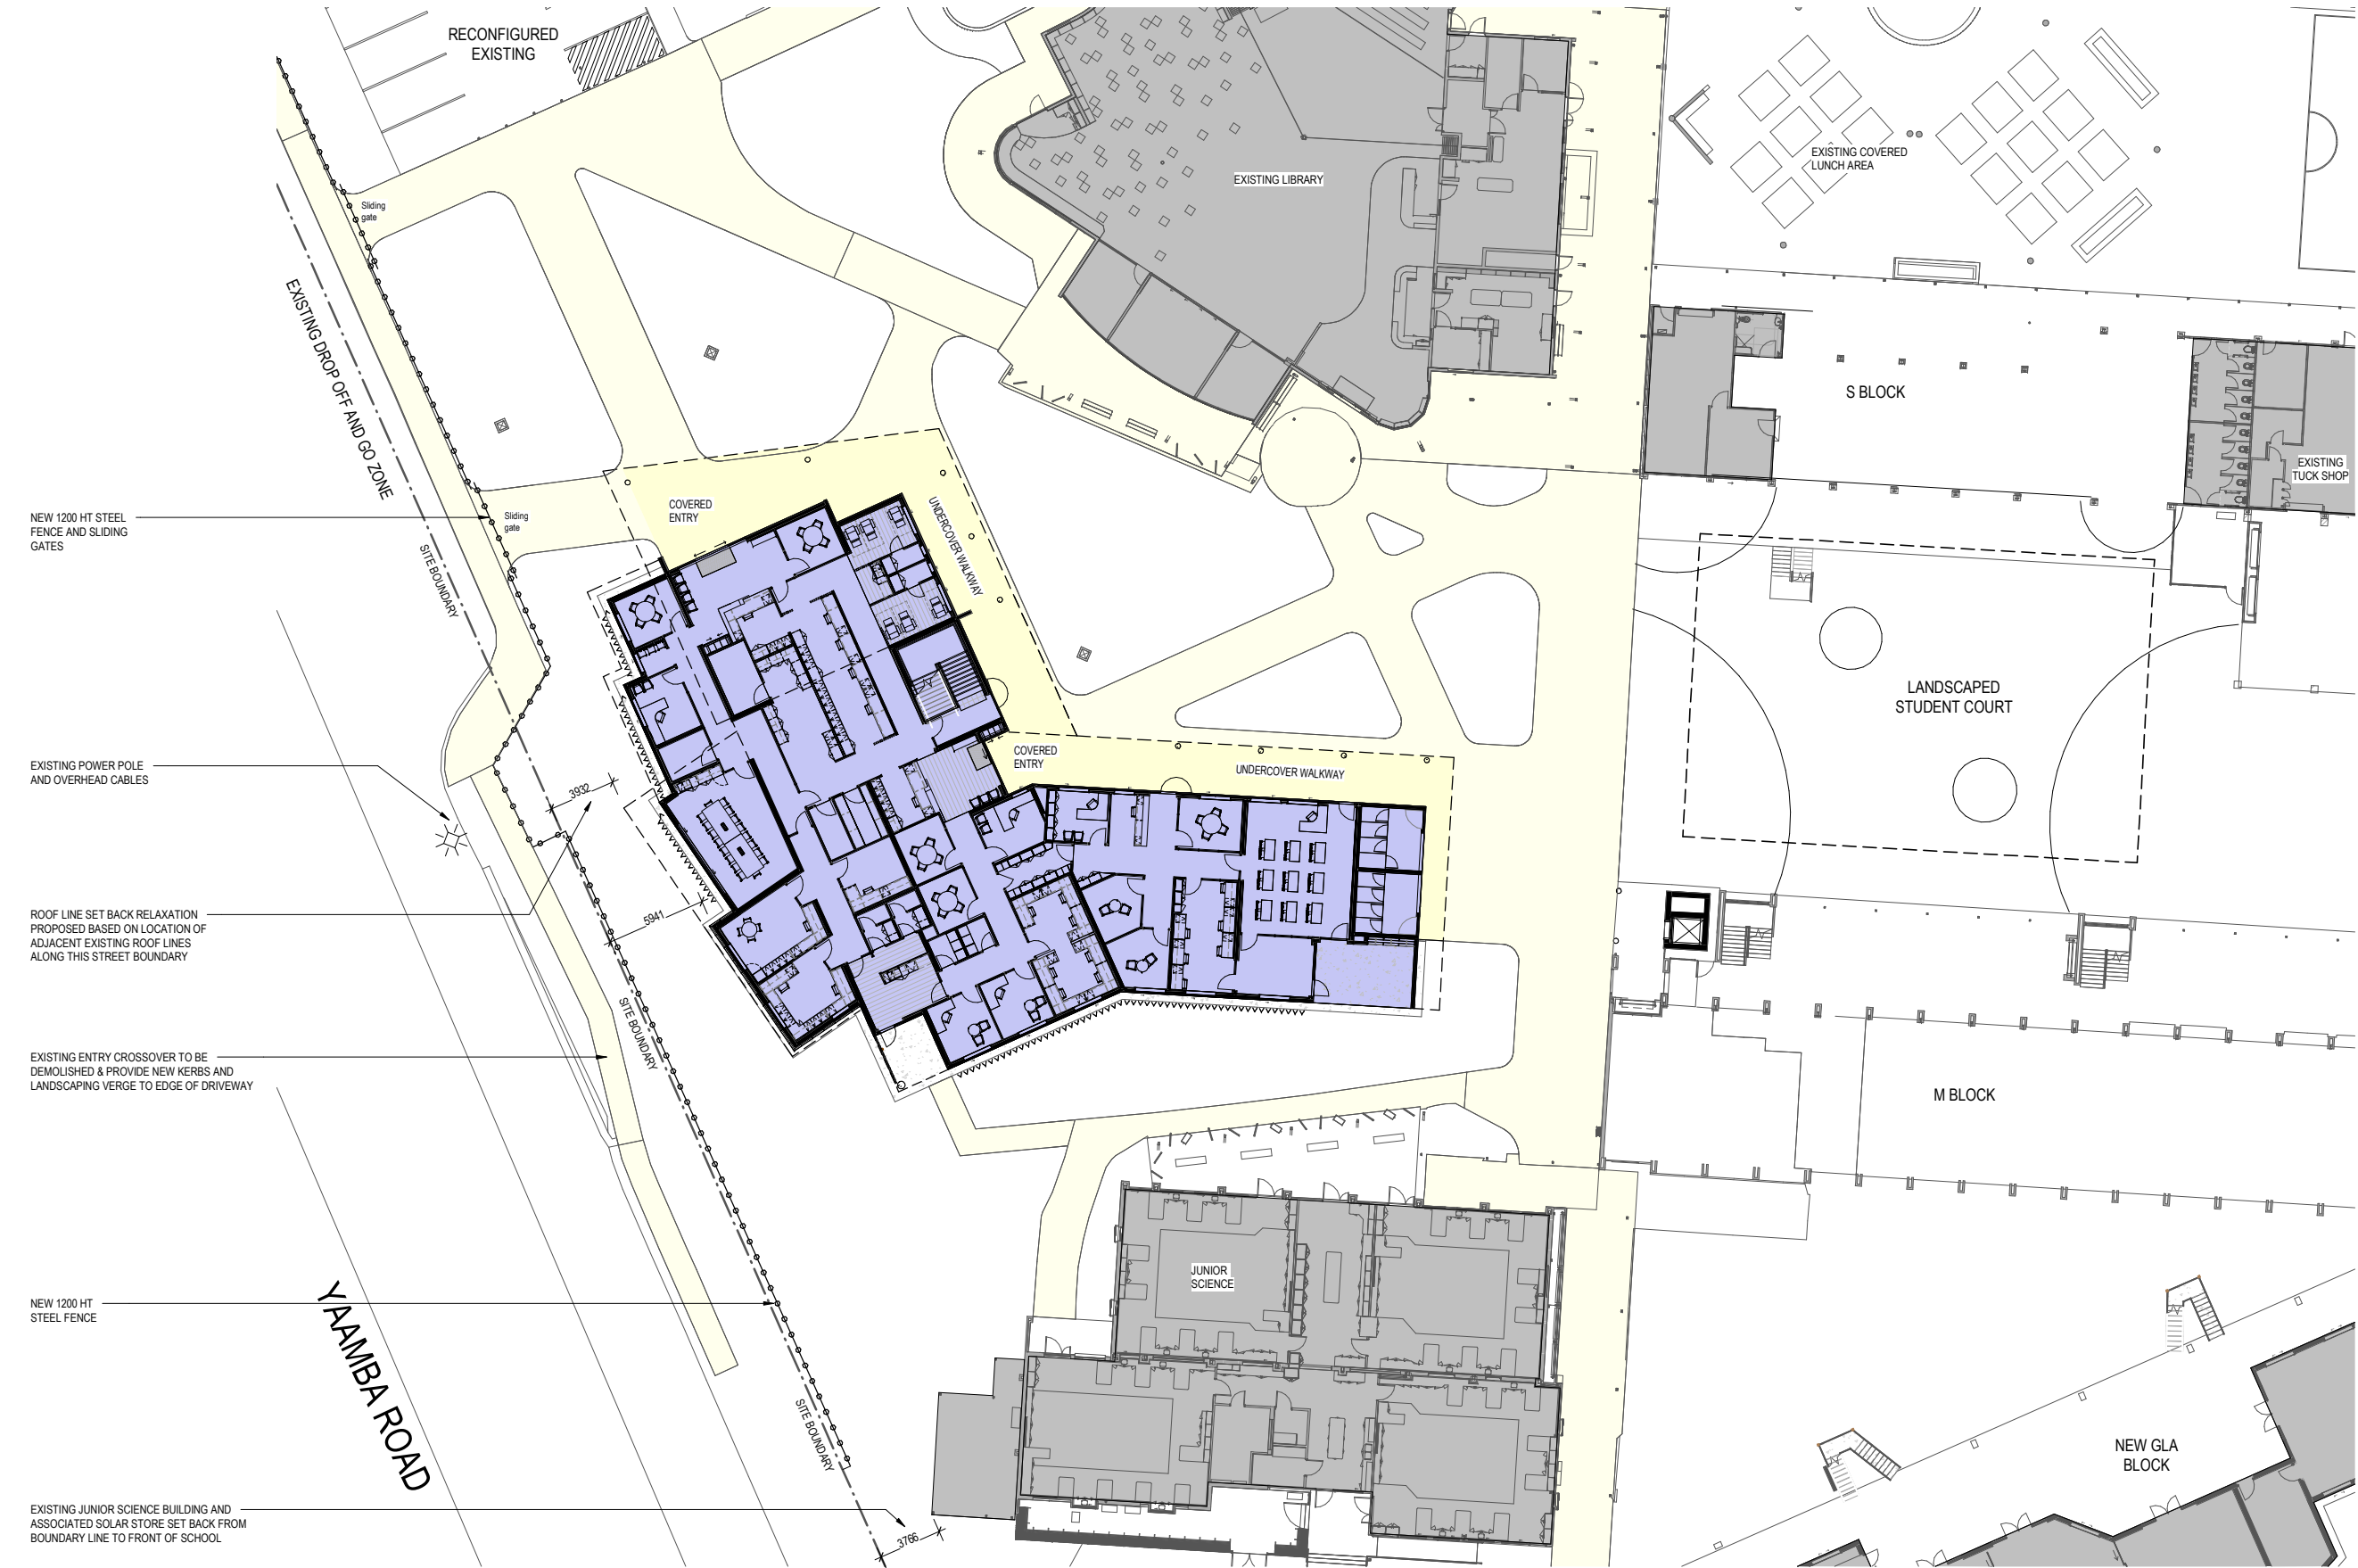 RECONFIGURED
EXISTING
Sliding
gate
EXISTING LIBRARY
EXISTING COVERED
LUNCH AREA
EXISTING DROP OFF AND GO ZONE
S BLOCK
EXISTING
TUCK SHOP
NEW 1200 HT STEEL
FENCE AND SLIDING
GATES
Sliding
gate
COVERED
ENTRY
UNDERCOVER WALKWAY
SITE BOUNDARY
LANDSCAPED
STUDENT COURT
EXISTING POWER POLE
AND OVERHEAD CABLES
3932
COVERED
ENTRY
UNDERCOVER WALKWAY
ROOF LINE SET BACK RELAXATION
PROPOSED BASED ON LOCATION OF
ADJACENT EXISTING ROOF LINES
ALONG THIS STREET BOUNDARY
5941
SITE BOUNDARY
EXISTING ENTRY CROSSOVER TO BE
DEMOLISHED & PROVIDE NEW KERBS AND
LANDSCAPING VERGE TO EDGE OF DRIVEWAY
M BLOCK
JUNIOR
SCIENCE
NEW 1200 HT
STEEL FENCE
YAAMBA ROAD
SITE BOUNDARY
NEW GLA
BLOCK
EXISTING JUNIOR SCIENCE BUILDING AND
ASSOCIATED SOLAR STORE SET BACK FROM
BOUNDARY LINE TO FRONT OF SCHOOL
3766